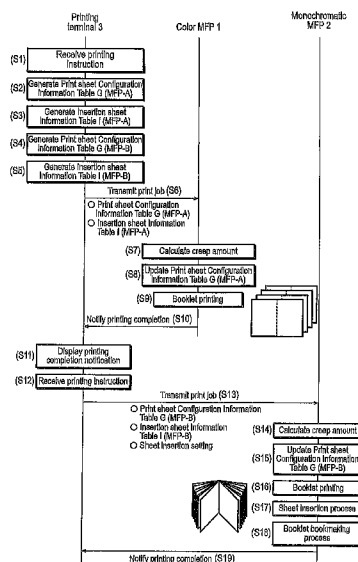 Printing
terminal 3
Color MFP 1
Monochromatic
MFP 2
(S1)
Receive printing
instruction
(S2)
Generate Print sheet Configuration
Information Table G (MFP-A)
(S3)
Generate Insertion sheet
Information Table I (MFP-A)
(S4)
Generate Print sheet Configuration
Information Table G (MFP-B)
(S5)
Generate Insertion sheet
Information Table I (MFP-B)
Transmit print job (S6)
Print sheet Configuration
Information Table G (MFP-A)
Insertion sheet Information
Table I (MFP-A)
(S7)
Calculate creep amount
(S8)
Update Print sheet Configuration
Information Table G (MFP-A)
(S9)
Booklet printing
Notify printing completion (S10)
(S11)
Display printing
completion notification
(S12)
Receive printing instruction
Transmit print job (S13)
Print sheet Configuration Information
Table G (MFP-B)
Insertion sheet Information
Table I (MFP-B)
Sheet insertion setting
(S14)
Calculate creep amount
(S15)
Update Print sheet
Configuration Information
Table G (MFP-B)
(S16)
Booklet printing
(S17)
Sheet insertion process
(S18)
Booklet bookmaking
process
Notify printing completion (S19)